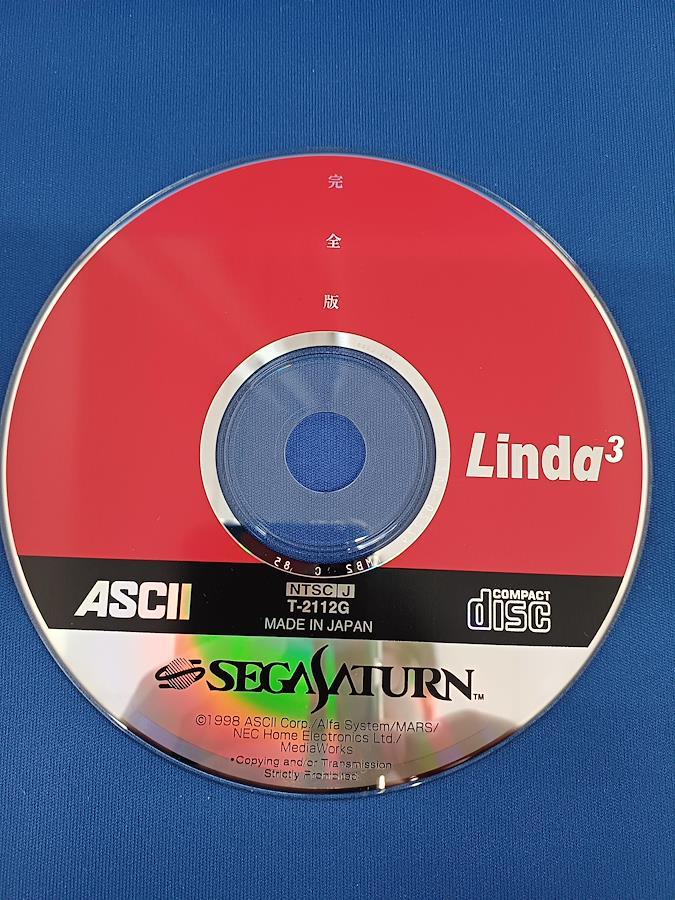 完
全
版
Linda³
ASCII
NTSC J
T-2112G
MADE IN JAPAN
COMPACT
disc
SEGA SATURN™
©1998 ASCII Corp./Alfa System/MARS/
NEC Home Electronics Ltd./
MediaWorks
•Copying and/or Transmission
Strictly Prohibited